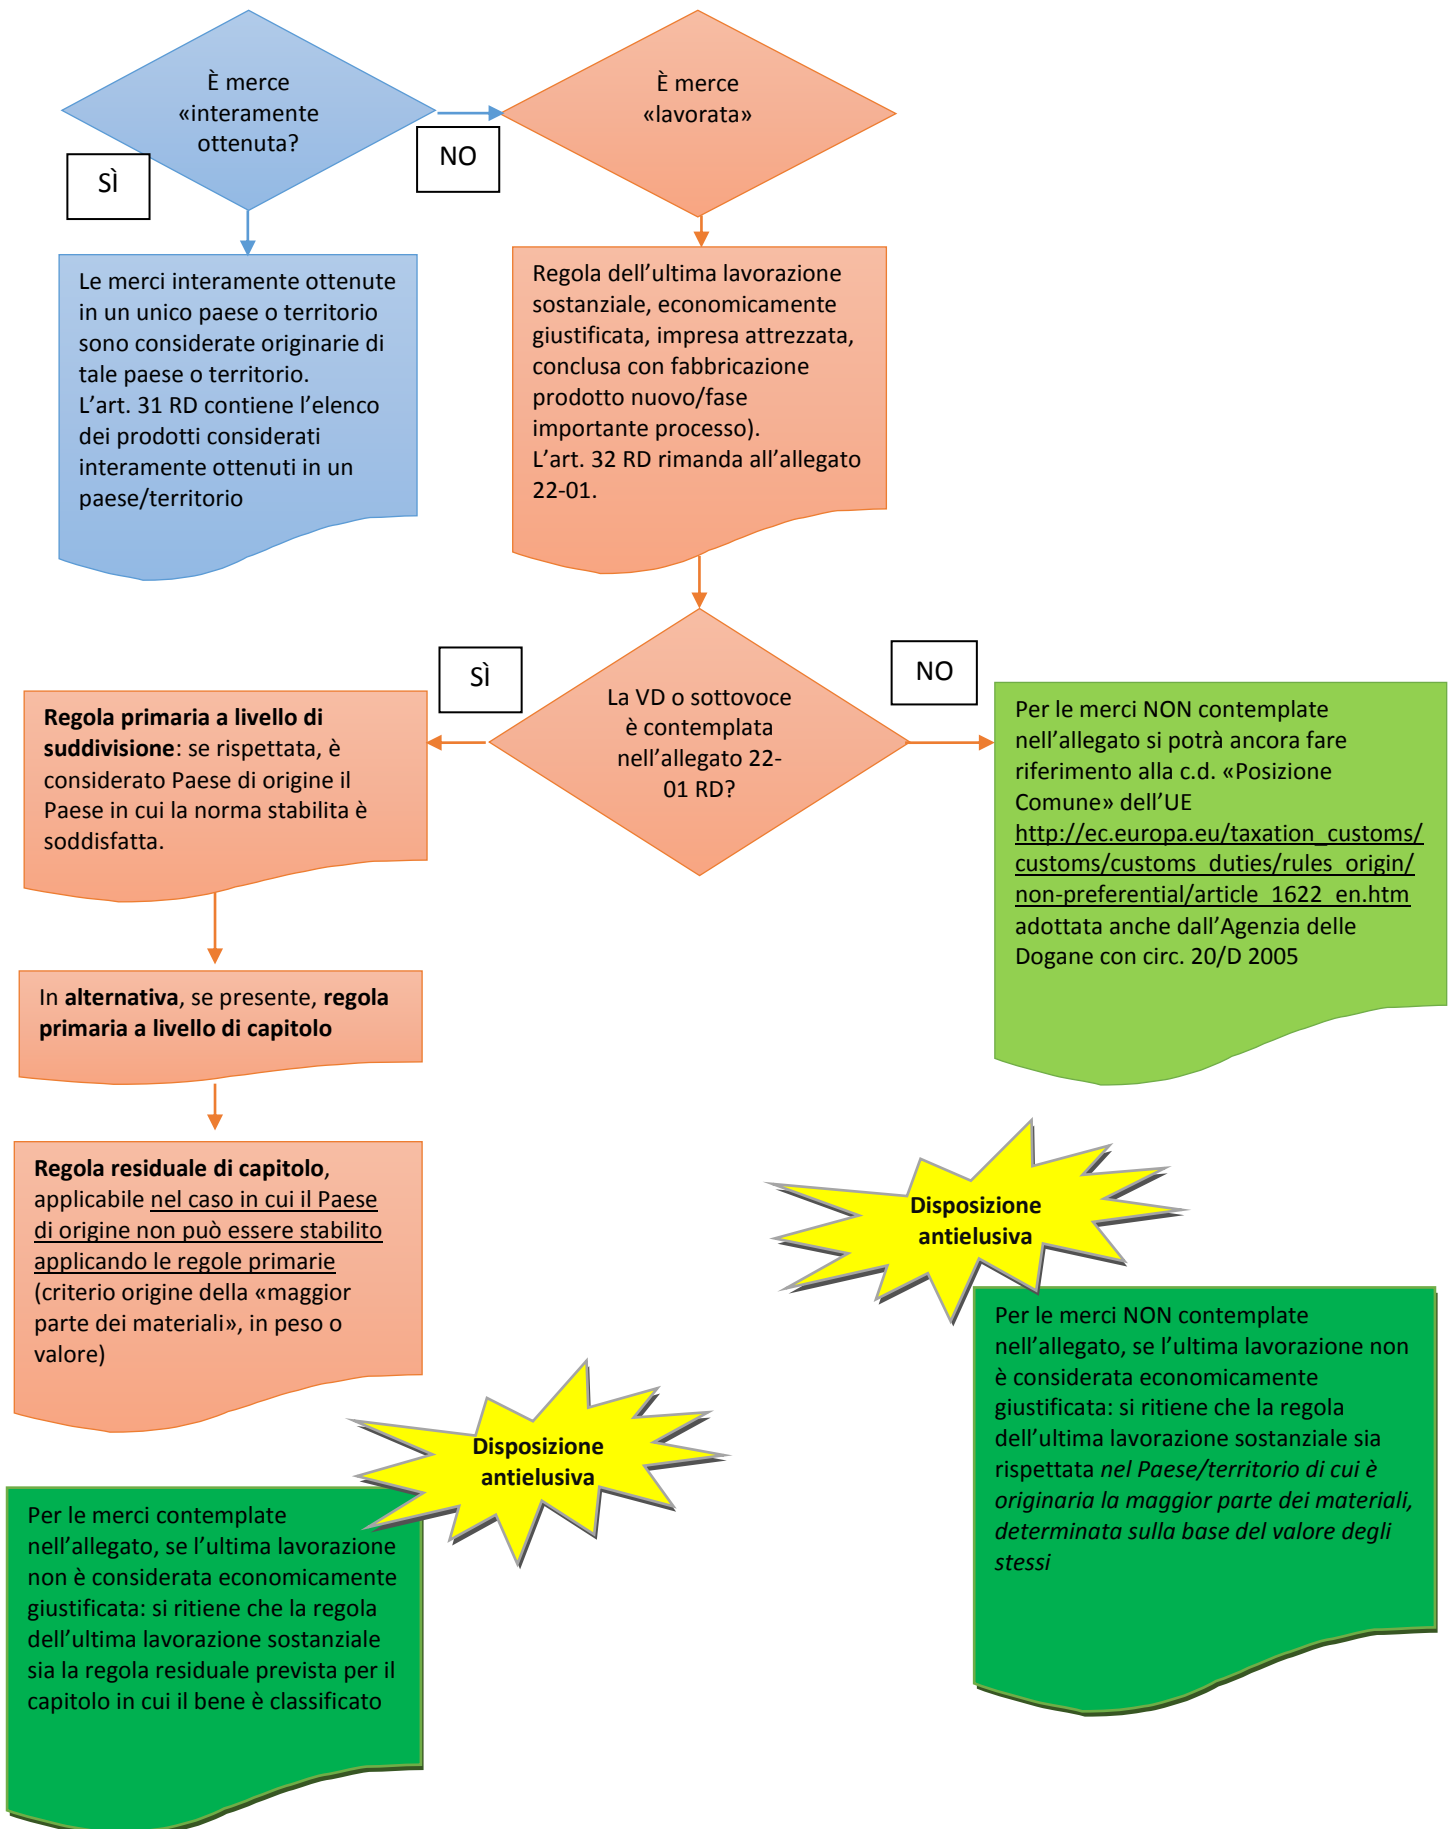 È merce
«interamente
ottenuta?
SÌ
NO
È merce
«lavorata»
Le merci interamente ottenute
in un unico paese o territorio
sono considerate originarie di
tale paese o territorio.
L’art. 31 RD contiene l’elenco
dei prodotti considerati
interamente ottenuti in un
paese/territorio
Regola dell’ultima lavorazione
sostanziale, economicamente
giustificata, impresa attrezzata,
conclusa con fabbricazione
prodotto nuovo/fase
importante processo).
L’art. 32 RD rimanda all’allegato
22-01.
La VD o sottovoce
è contemplata
nell’allegato 22-
01 RD?
SÌ
NO
Regola primaria a livello di
suddivisione: se rispettata, è
considerato Paese di origine il
Paese in cui la norma stabilita è
soddisfatta.
In alternativa, se presente, regola
primaria a livello di capitolo
Regola residuale di capitolo,
applicabile nel caso in cui il Paese
di origine non può essere stabilito
applicando le regole primarie
(criterio origine della «maggior
parte dei materiali», in peso o
valore)
Disposizione
antielusiva
Per le merci contemplate
nell’allegato, se l’ultima lavorazione
non è considerata economicamente
giustificata: si ritiene che la regola
dell’ultima lavorazione sostanziale
sia la regola residuale prevista per il
capitolo in cui il bene è classificato
Per le merci NON contemplate
nell’allegato si potrà ancora fare
riferimento alla c.d. «Posizione
Comune» dell’UE
http://ec.europa.eu/taxation_customs/
customs/customs_duties/rules_origin/
non-preferential/article_1622_en.htm
adottata anche dall’Agenzia delle
Dogane con circ. 20/D 2005
Disposizione
antielusiva
Per le merci NON contemplate
nell’allegato, se l’ultima lavorazione non
è considerata economicamente
giustificata: si ritiene che la regola
dell’ultima lavorazione sostanziale sia
rispettata nel Paese/territorio di cui è
originaria la maggior parte dei materiali,
determinata sulla base del valore degli
stessi